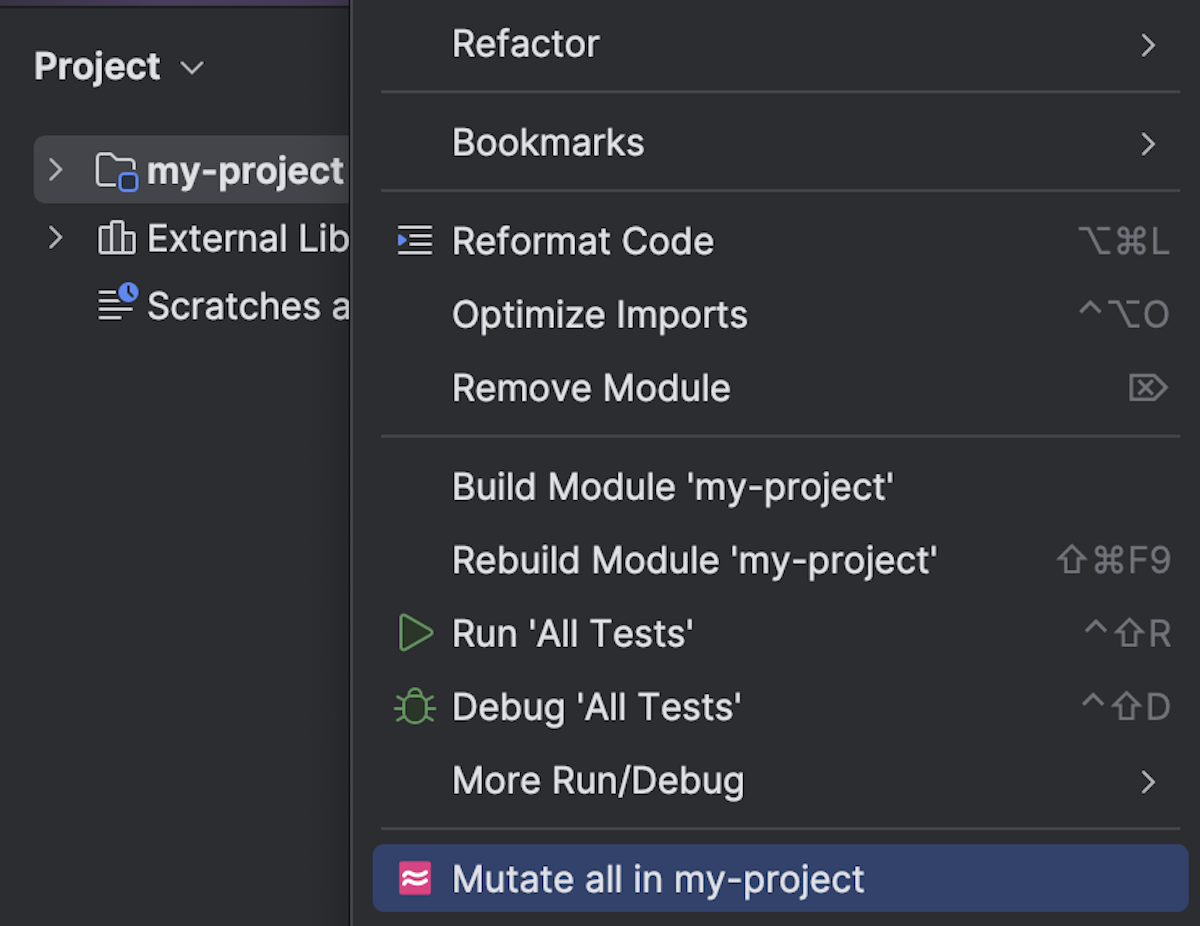 Project
my-project
External Lib
Scratches a
Refactor
Bookmarks
Reformat Code ⌥⌘L
Optimize Imports ^⌥O
Remove Module ⌦
Build Module 'my-project'
Rebuild Module 'my-project' ⇧⌘F9
Run 'All Tests' ^⇧R
Debug 'All Tests' ^⇧D
More Run/Debug
Mutate all in my-project